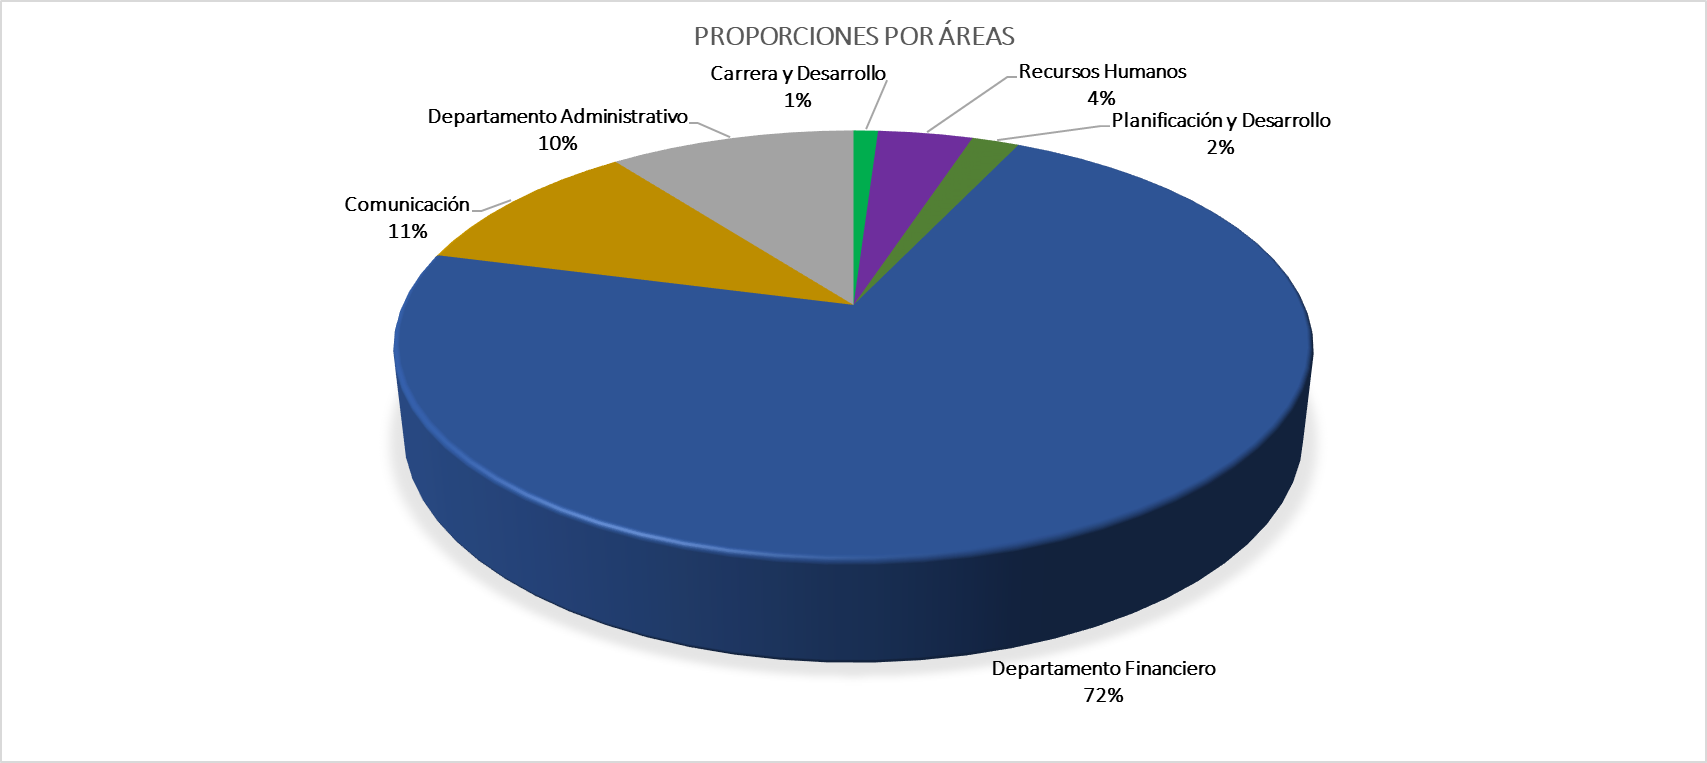 PROPORCIONES POR ÁREAS
Carrera y Desarrollo
1%
Recursos Humanos
4%
Planificación y Desarrollo
2%
Departamento Administrativo
10%
Comunicación
11%
Departamento Financiero
72%